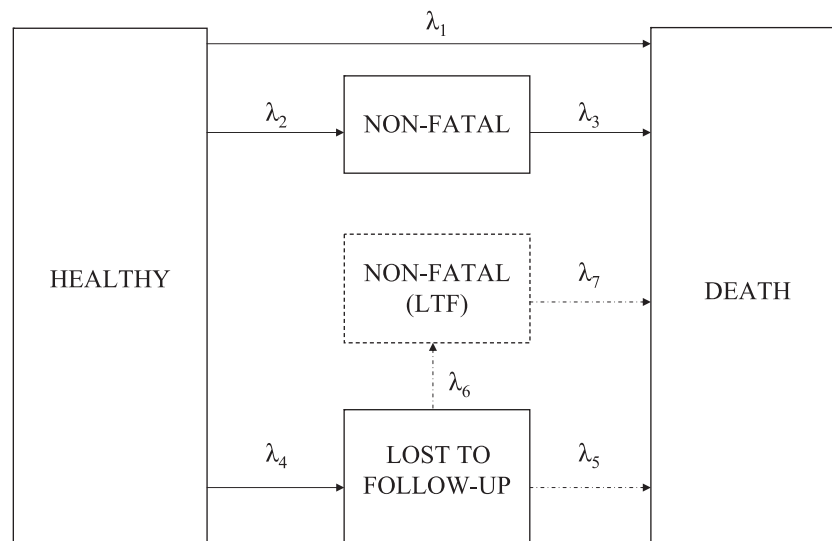 λ₁
λ₂
NON-FATAL
λ₃
HEALTHY
NON-FATAL
(LTF)
λ₇
DEATH
λ₆
λ₄
LOST TO
FOLLOW-UP
λ₅